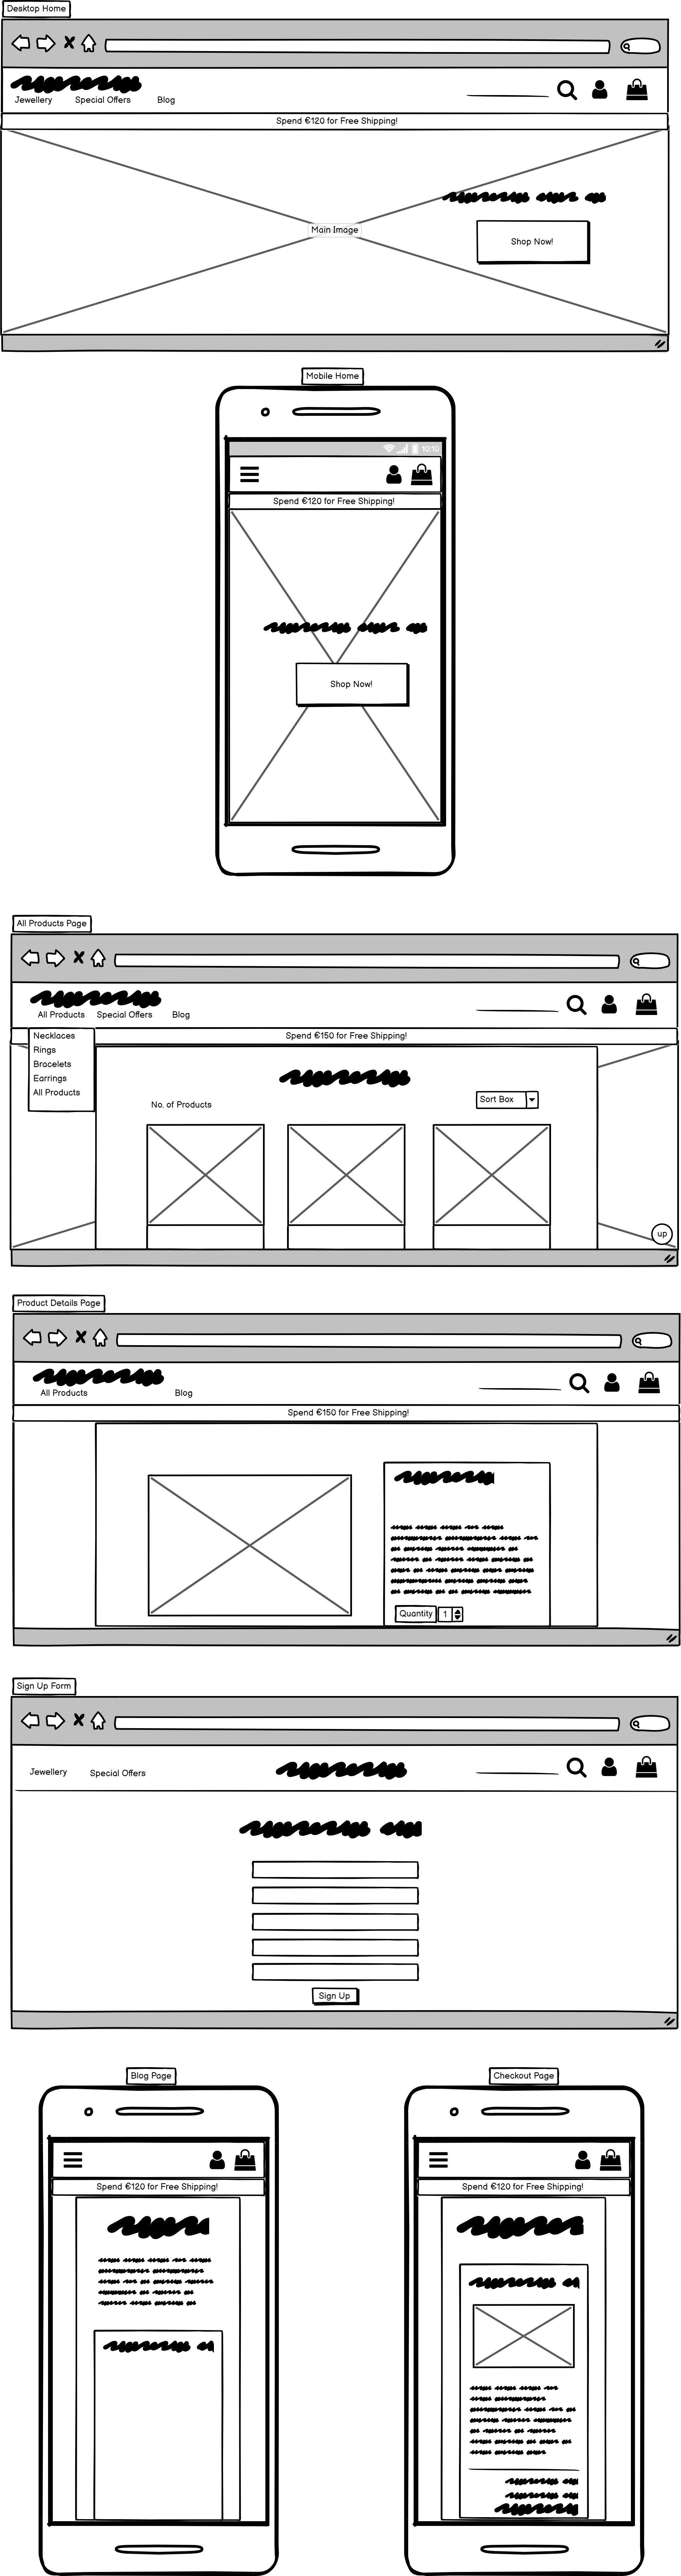 Desktop Home
Jewellery Special Offers Blog
Spend €120 for Free Shipping!
Main Image
Shop Now!
Mobile Home
10:10
Spend €120 for Free Shipping!
Shop Now!
All Products Page
All Products Special Offers Blog
Spend €150 for Free Shipping!
Necklaces
Rings
Bracelets
Earrings
All Products
No. of Products
Sort Box
up
Product Details Page
All Products Blog
Spend €150 for Free Shipping!
Quantity 1
Sign Up Form
Jewellery Special Offers
Sign Up
Blog Page
Spend €120 for Free Shipping!
Checkout Page
Spend €120 for Free Shipping!